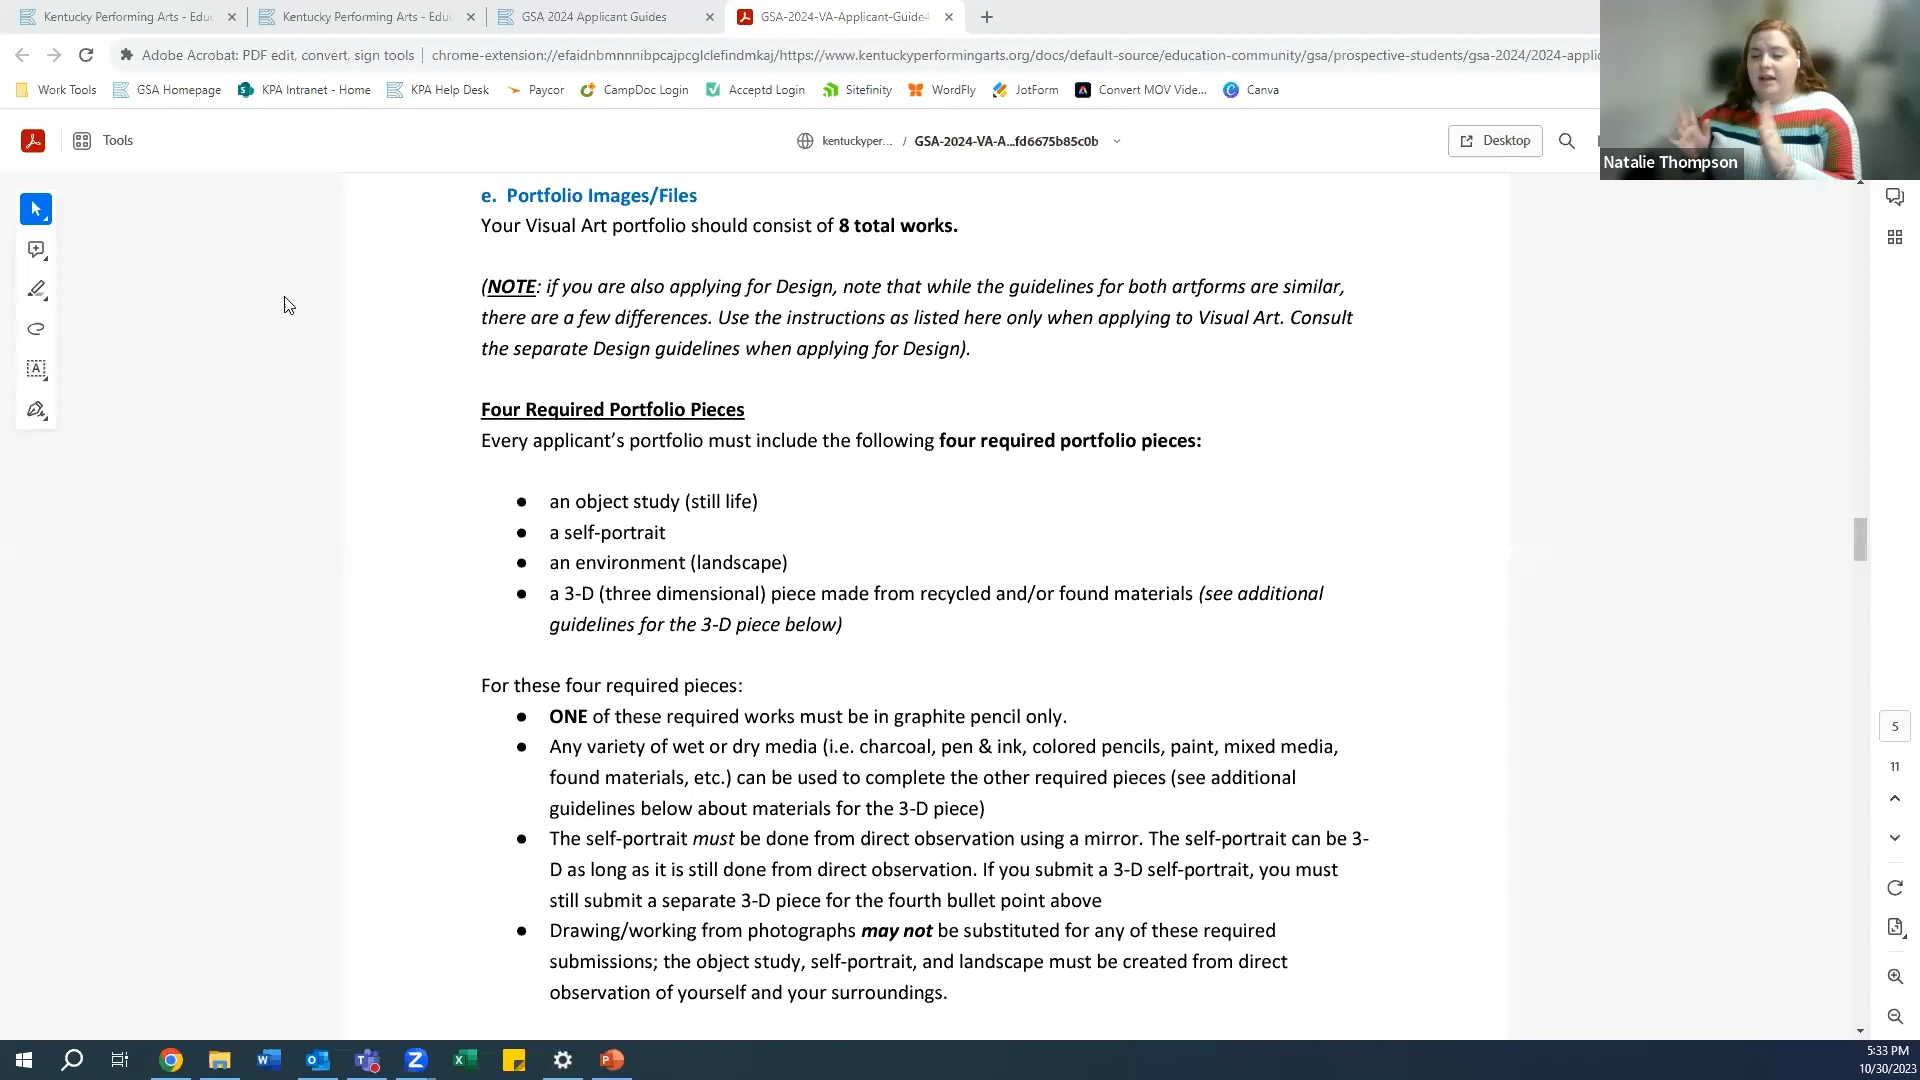 Kentucky Performing Arts - Edu
Kentucky Performing Arts - Edu
GSA 2024 Applicant Guides
GSA-2024-VA-Applicant-Guide
Adobe Acrobat: PDF edit, convert, sign tools
chrome-extension://efaidnbmnnnibpcajpcglclefindmkaj/https://www.kentuckyperformingarts.org/docs/default-source/education-community/gsa/prospective-students/gsa-2024/2024-applic
Work Tools
GSA Homepage
KPA Intranet - Home
KPA Help Desk
Paycor
CampDoc Login
Acceptd Login
Sitefinity
WordFly
JotForm
Convert MOV Vide...
Canva
Tools
kentuckyper... / GSA-2024-VA-A...fd6675b85c0b
Desktop
Natalie Thompson
e. Portfolio Images/Files
Your Visual Art portfolio should consist of 8 total works.
(NOTE: if you are also applying for Design, note that while the guidelines for both artforms are similar,
there are a few differences. Use the instructions as listed here only when applying to Visual Art. Consult
the separate Design guidelines when applying for Design).
Four Required Portfolio Pieces
Every applicant’s portfolio must include the following four required portfolio pieces:
● an object study (still life)
● a self-portrait
● an environment (landscape)
● a 3-D (three dimensional) piece made from recycled and/or found materials (see additional
guidelines for the 3-D piece below)
For these four required pieces:
● ONE of these required works must be in graphite pencil only.
● Any variety of wet or dry media (i.e. charcoal, pen & ink, colored pencils, paint, mixed media,
found materials, etc.) can be used to complete the other required pieces (see additional
guidelines below about materials for the 3-D piece)
● The self-portrait must be done from direct observation using a mirror. The self-portrait can be 3-
D as long as it is still done from direct observation. If you submit a 3-D self-portrait, you must
still submit a separate 3-D piece for the fourth bullet point above
● Drawing/working from photographs may not be substituted for any of these required
submissions; the object study, self-portrait, and landscape must be created from direct
observation of yourself and your surroundings.
5
11
5:33 PM
10/30/2023